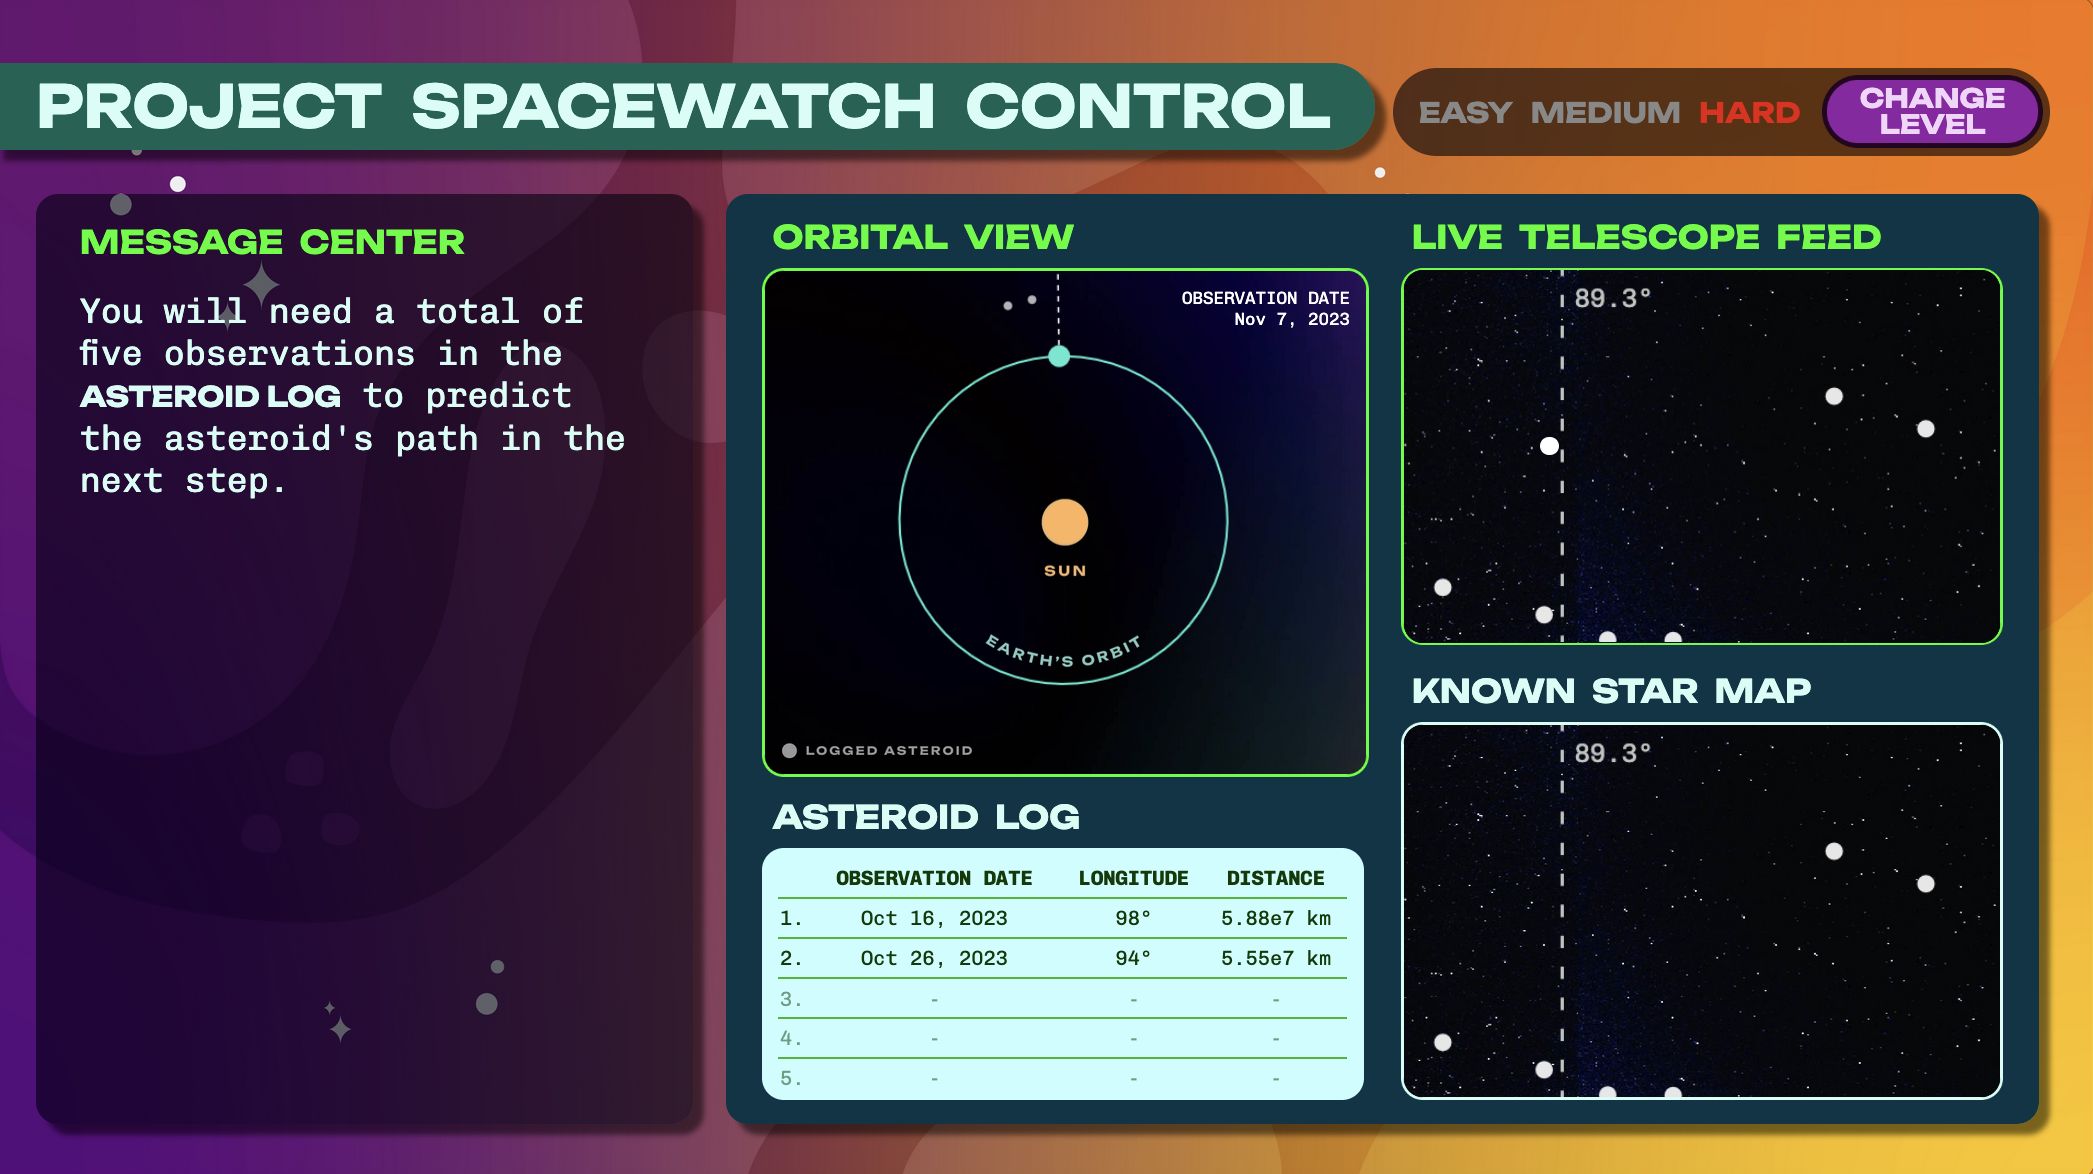 PROJECT SPACEWATCH CONTROL
EASY MEDIUM HARD
CHANGE
LEVEL
MESSAGE CENTER
You will need a total of
five observations in the
ASTEROID LOG to predict
the asteroid's path in the
next step.
ORBITAL VIEW
OBSERVATION DATE
Nov 7, 2023
SUN
EARTH'S ORBIT
LOGGED ASTEROID
ASTEROID LOG
OBSERVATION DATE LONGITUDE DISTANCE
1. Oct 16, 2023 98° 5.88e7 km
2. Oct 26, 2023 94° 5.55e7 km
3. - - -
4. - - -
5. - - -
LIVE TELESCOPE FEED
89.3°
KNOWN STAR MAP
89.3°